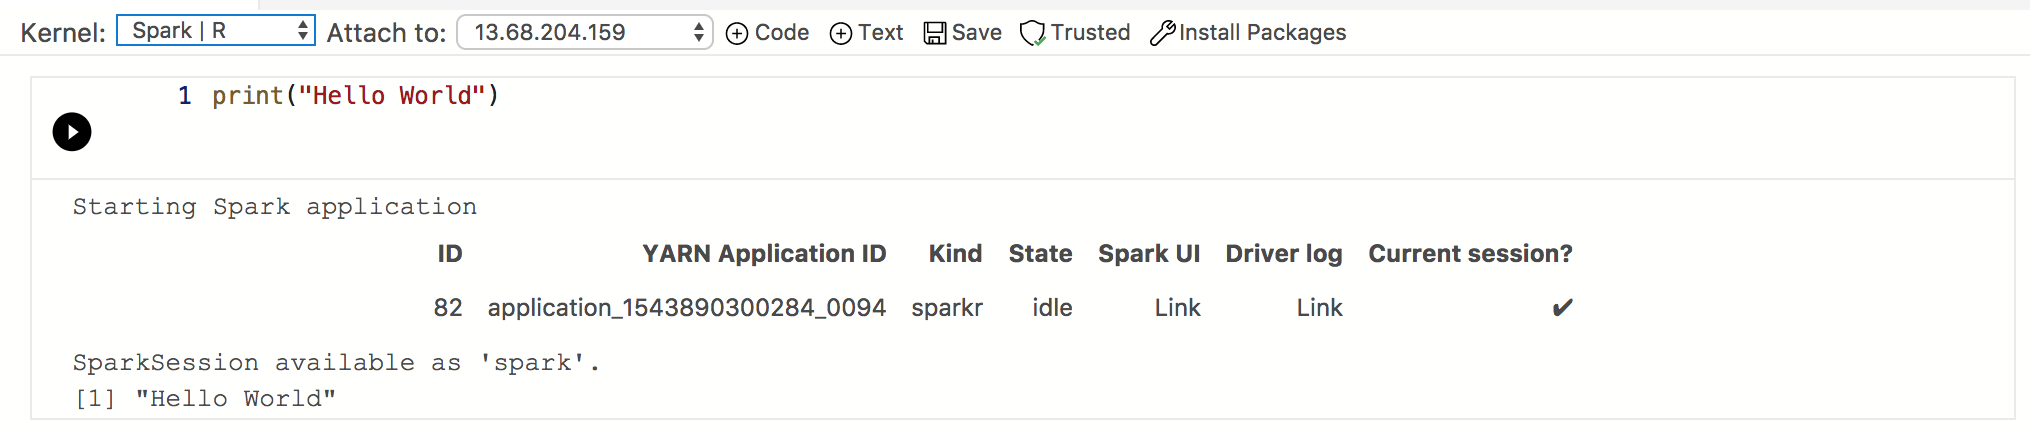 Kernel: Spark | R Attach to: 13.68.204.159 Code Text Save Trusted Install Packages
1 print("Hello World")
Starting Spark application
ID YARN Application ID Kind State Spark UI Driver log Current session?
82 application_1543890300284_0094 sparkr idle Link Link ✔
SparkSession available as 'spark'.
[1] "Hello World"